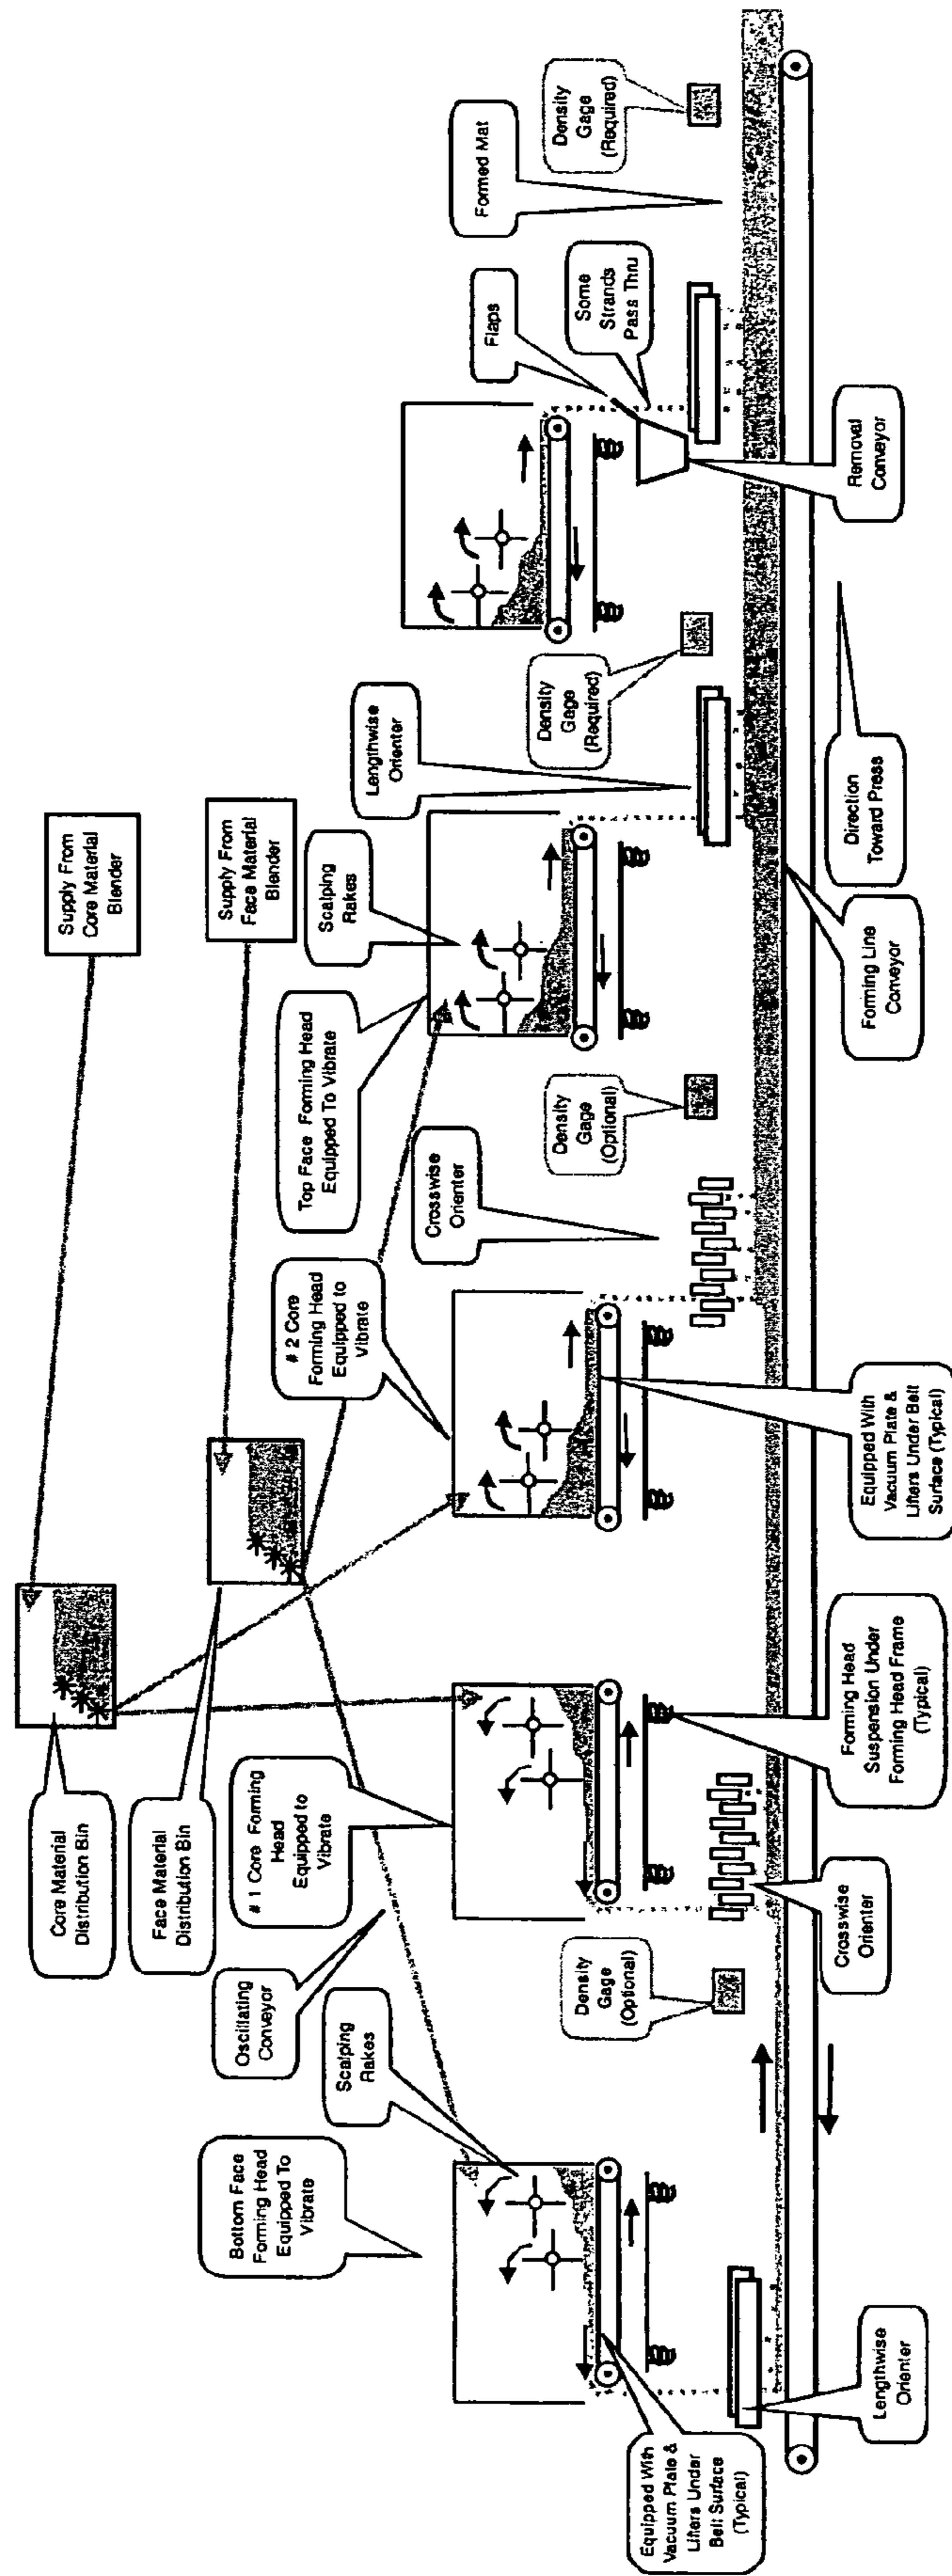 Supply From
Core Material
Blender
Supply From
Face Material
Blender
Core Material
Distribution Bin
Face Material
Distribution Bin
Bottom Face
Forming Head
Equipped To
Vibrate
Scalping
Rakes
Oscillating
Conveyor
# 1 Core Forming
Head
Equipped to
Vibrate
# 2 Core
Forming Head
Equipped to
Vibrate
Top Face Forming Head
Equipped To Vibrate
Scalping
Rakes
Crosswise
Orienter
Lengthwise
Orienter
Flaps
Formed Mat
Some
Strands
Pass Thru
Density
Gage
(Optional)
Density
Gage
(Optional)
Density
Gage
(Required)
Density
Gage
(Required)
Equipped With
Vacuum Plate &
Lifters Under
Belt Surface
(Typical)
Lengthwise
Orienter
Crosswise
Orienter
Forming Head
Suspension Under
Forming Head Frame
(Typical)
Equipped With
Vacuum Plate &
Lifters Under Belt
Surface (Typical)
Forming Line
Conveyor
Direction
Toward Press
Removal
Conveyor